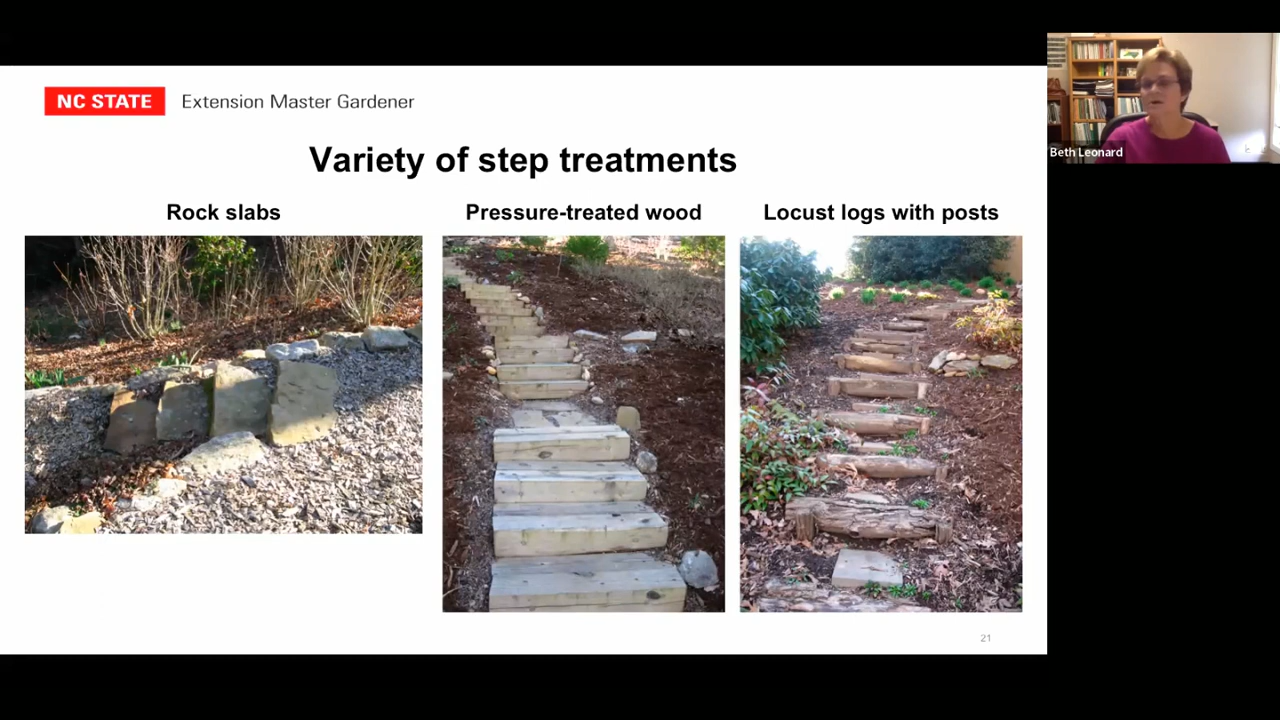 NC STATE Extension Master Gardener
Variety of step treatments
Rock slabs
Pressure-treated wood
Locust logs with posts
21
Beth Leonard